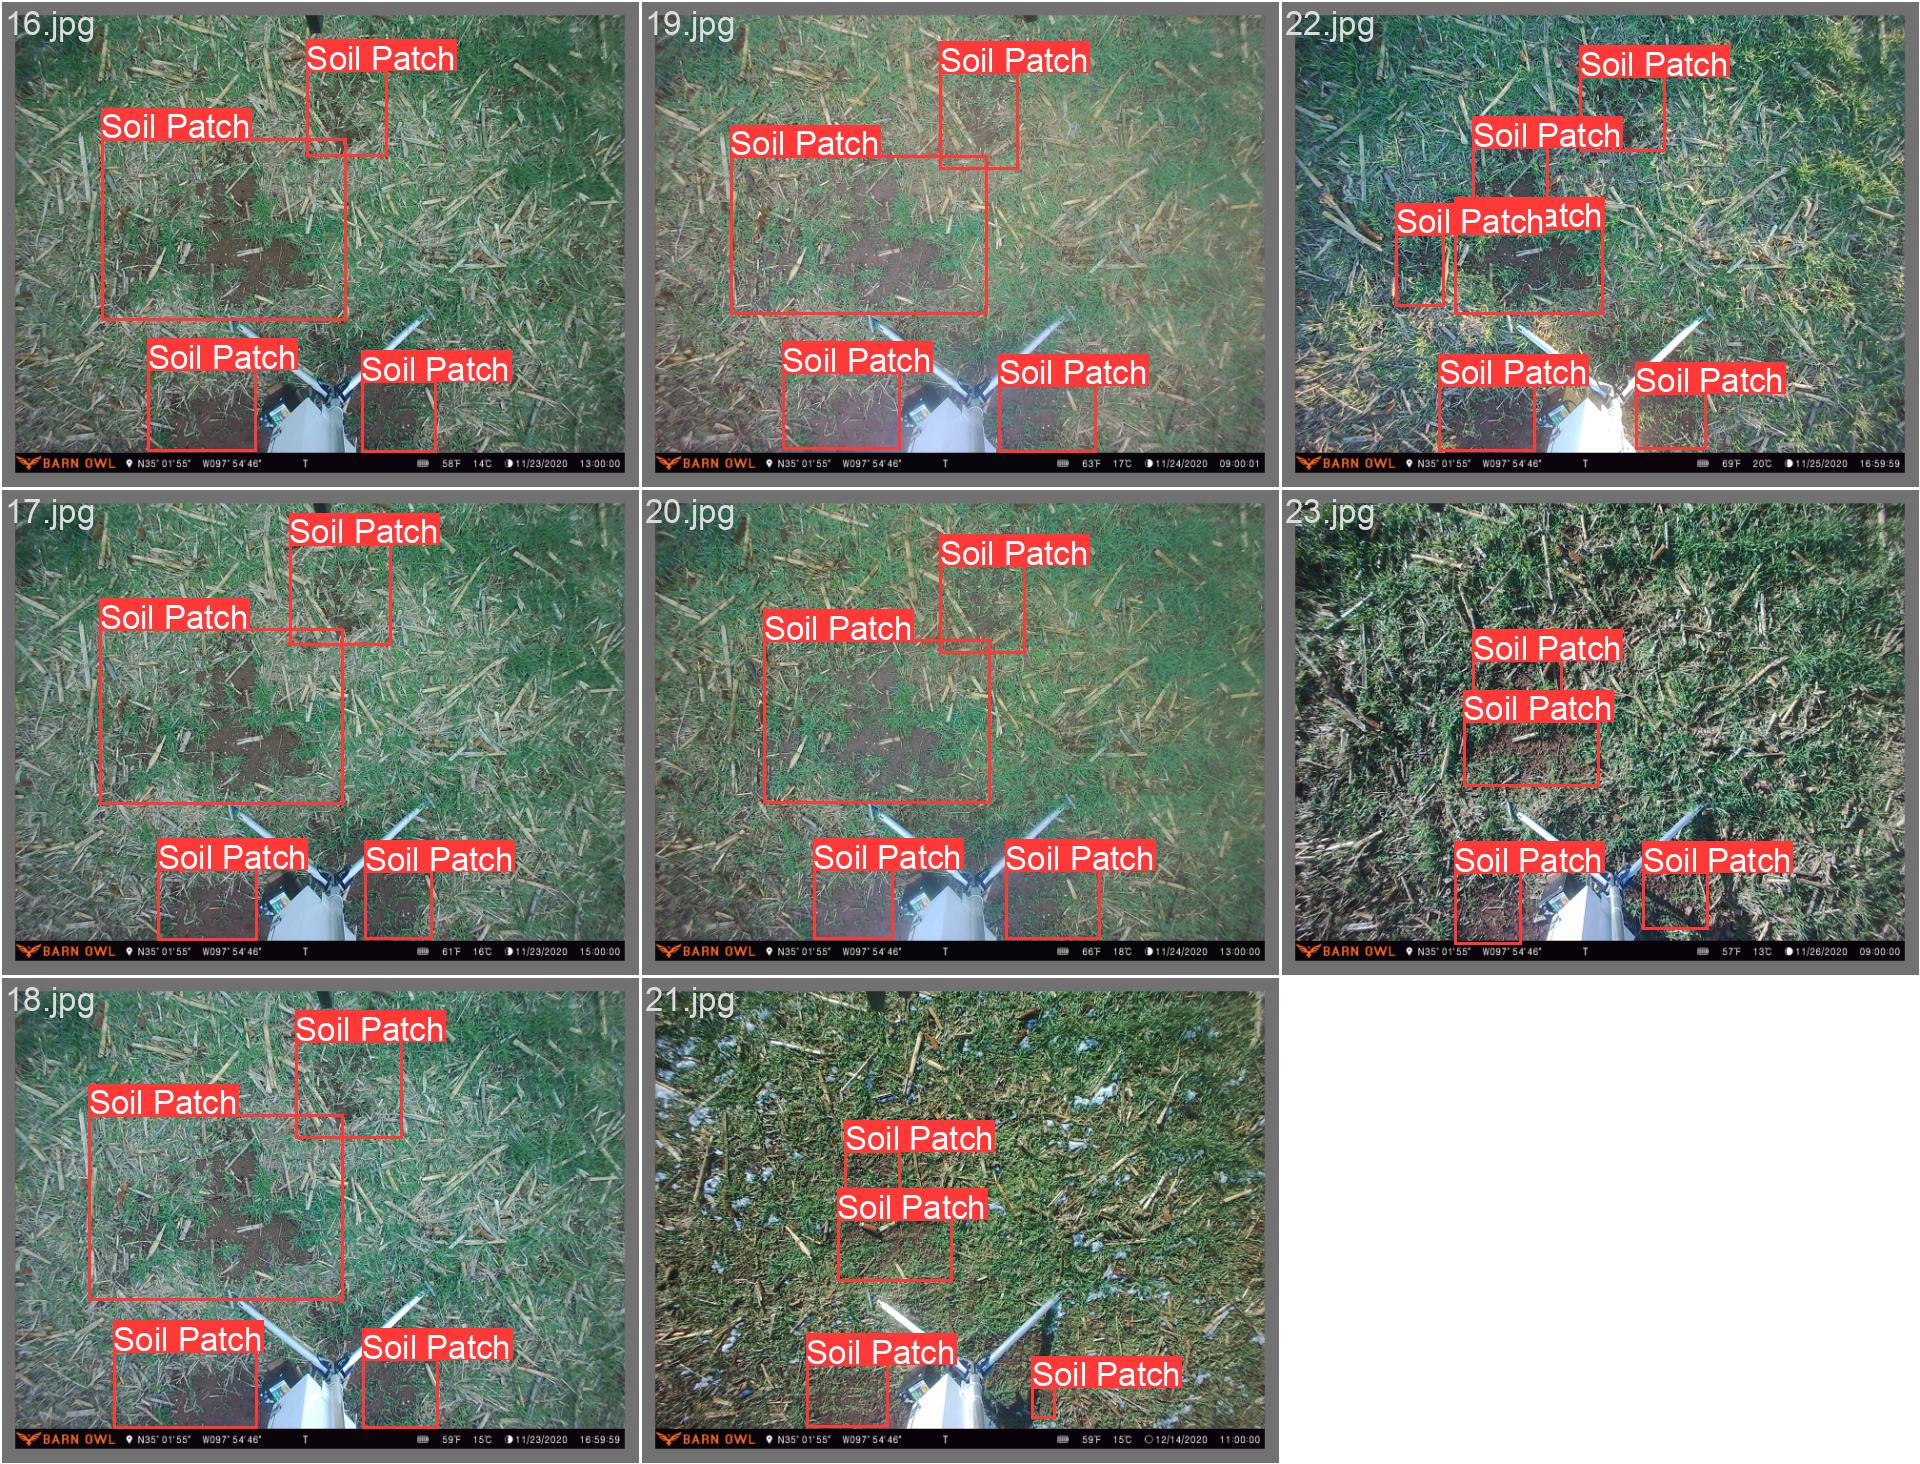 16.jpg
Soil Patch
Soil Patch
Soil Patch
Soil Patch
BARN OWL N35°01'55" W097°54'46" T 58°F 14°C 11/23/2020 13:00:00
19.jpg
Soil Patch
Soil Patch
Soil Patch
Soil Patch
BARN OWL N35°01'55" W097°54'46" T 63°F 17°C 11/24/2020 09:00:01
22.jpg
Soil Patch
Soil Patch
Soil Patch
atch
Soil Patch
Soil Patch
BARN OWL N35°01'55" W097°54'46" T 69°F 20°C 11/25/2020 16:59:59
17.jpg
Soil Patch
Soil Patch
Soil Patch
Soil Patch
BARN OWL N35°01'55" W097°54'46" T 61°F 16°C 11/23/2020 15:00:00
20.jpg
Soil Patch
Soil Patch
Soil Patch
Soil Patch
BARN OWL N35°01'55" W097°54'46" T 66°F 18°C 11/24/2020 13:00:00
23.jpg
Soil Patch
Soil Patch
Soil Patch
Soil Patch
BARN OWL N35°01'55" W097°54'46" T 57°F 13°C 11/26/2020 09:00:00
18.jpg
Soil Patch
Soil Patch
Soil Patch
Soil Patch
BARN OWL N35°01'55" W097°54'46" T 59°F 15°C 11/23/2020 16:59:59
21.jpg
Soil Patch
Soil Patch
Soil Patch
Soil Patch
BARN OWL N35°01'55" W097°54'46" T 59°F 15°C 12/14/2020 11:00:00